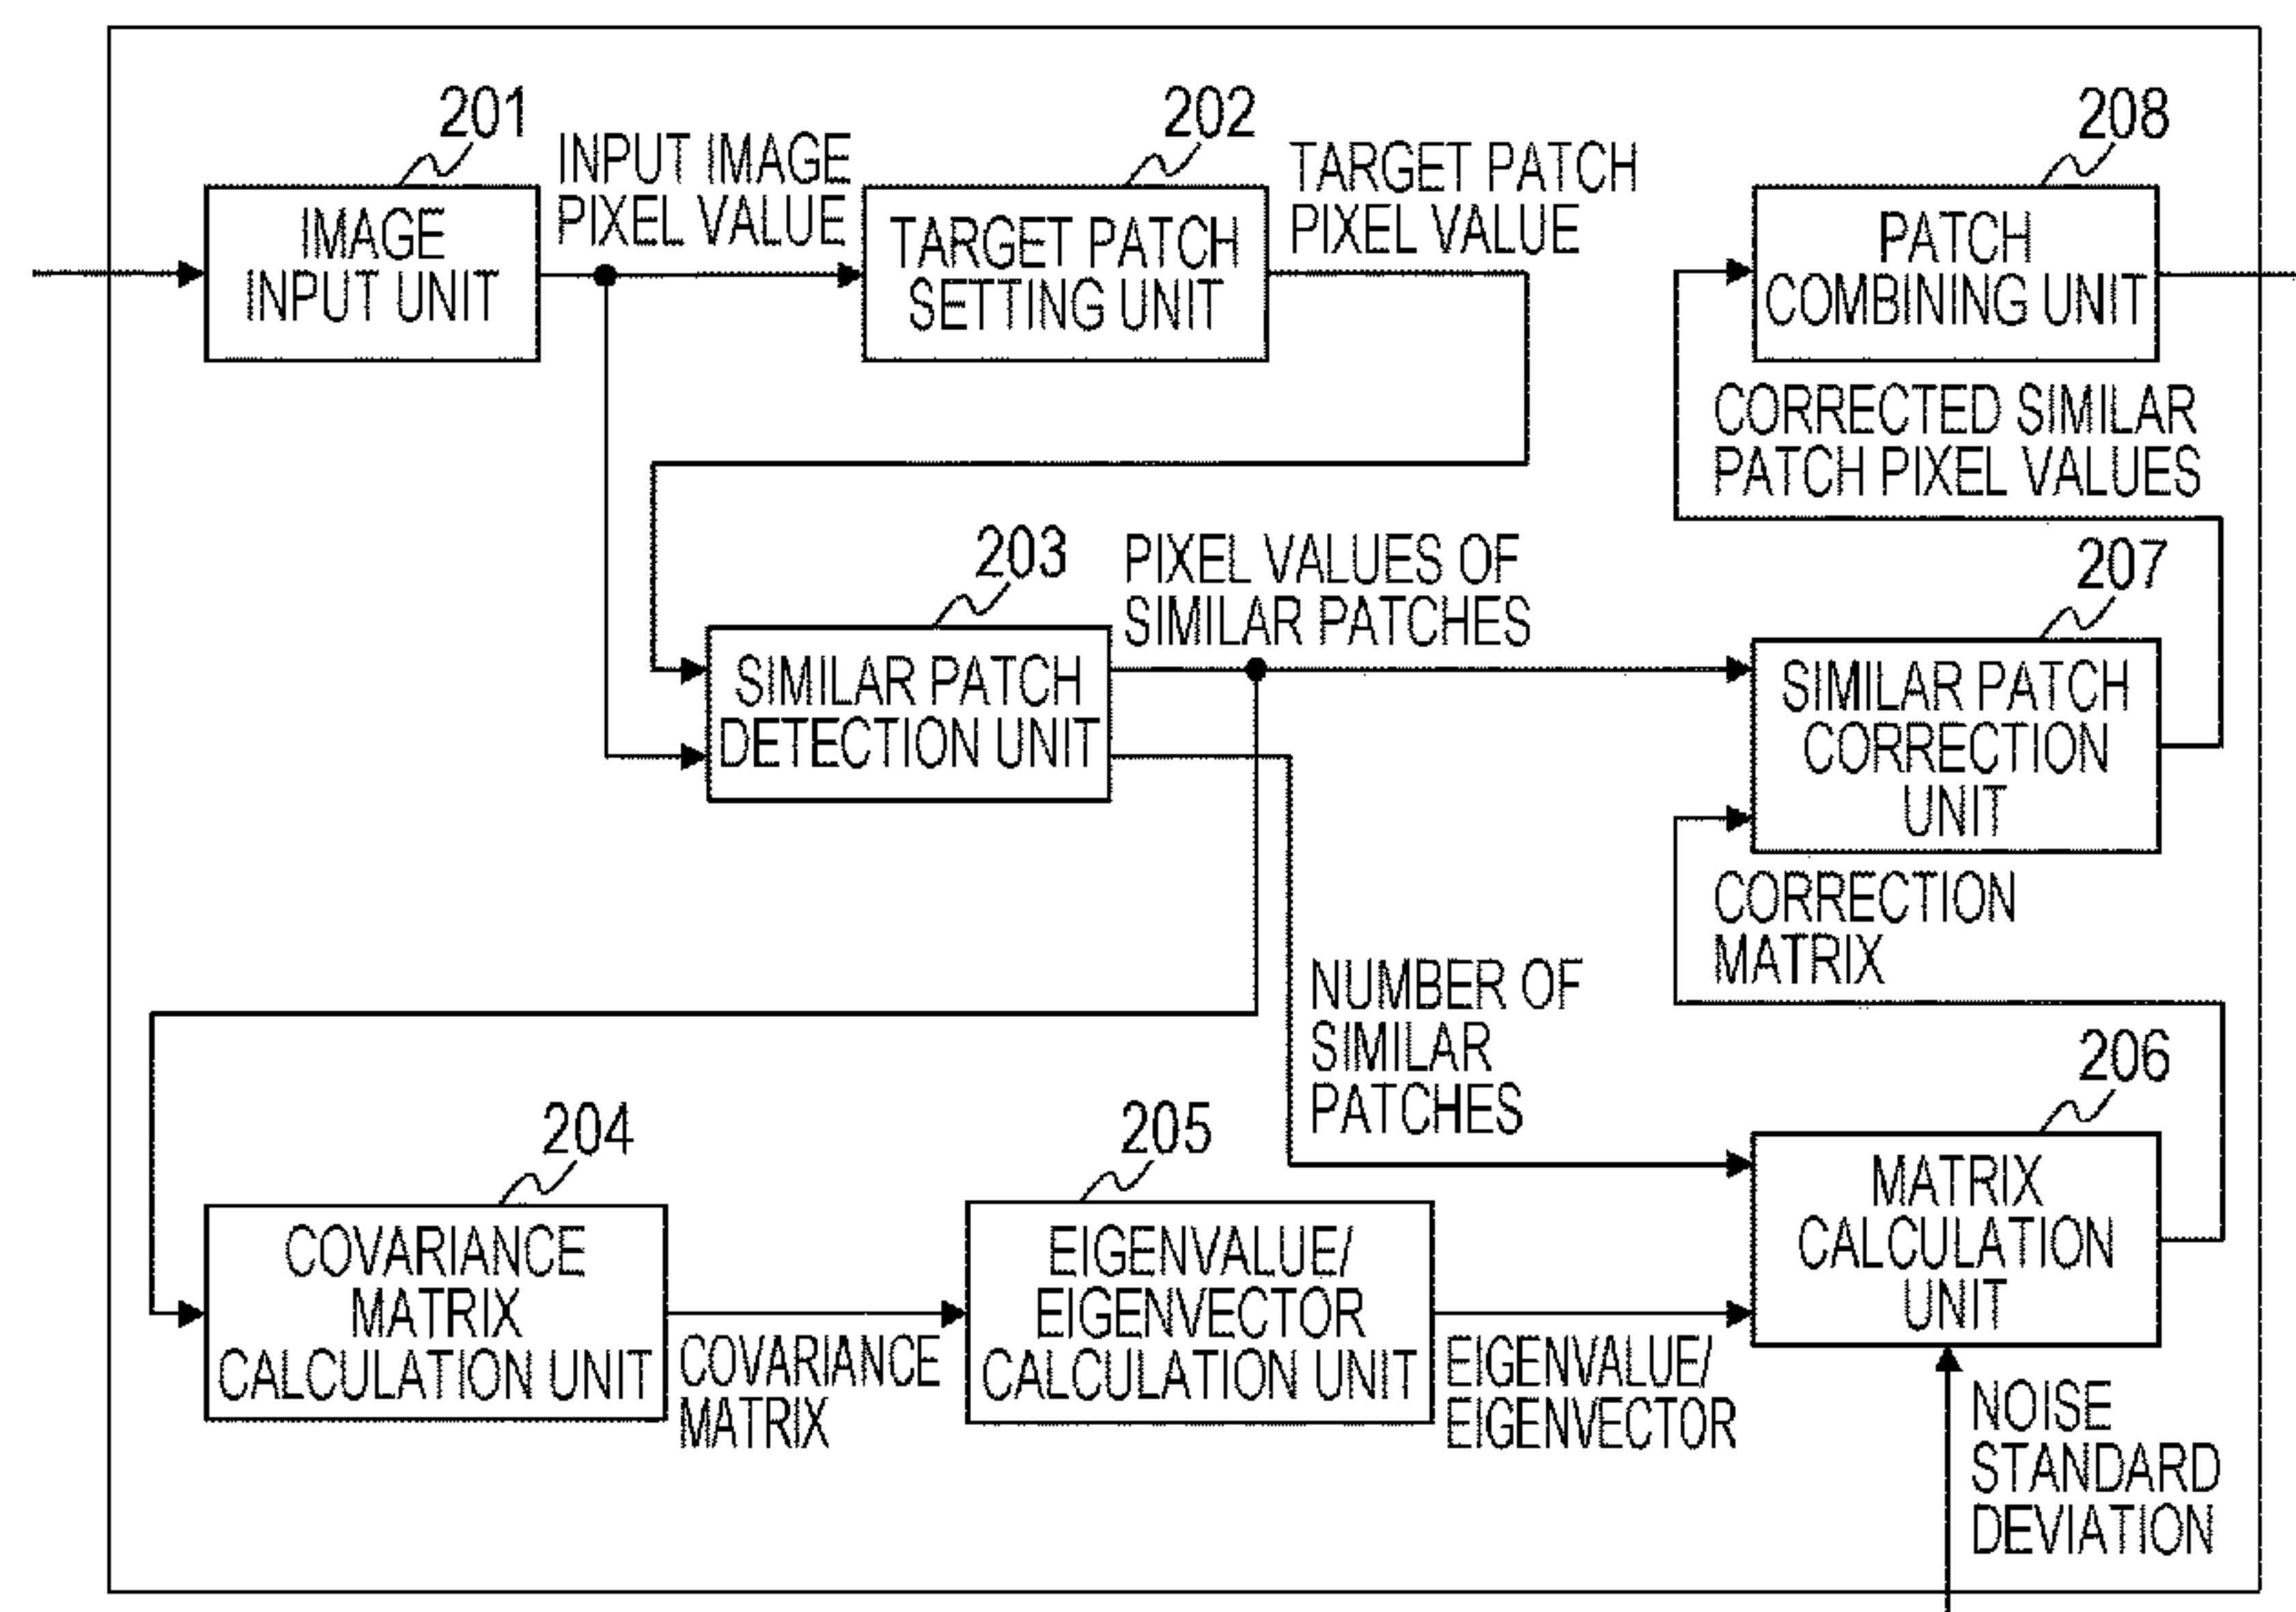 201
IMAGE
INPUT UNIT
INPUT IMAGE
PIXEL VALUE
202
TARGET PATCH
SETTING UNIT
TARGET PATCH
PIXEL VALUE
208
PATCH
COMBINING UNIT
CORRECTED SIMILAR
PATCH PIXEL VALUES
203
SIMILAR PATCH
DETECTION UNIT
PIXEL VALUES OF
SIMILAR PATCHES
207
SIMILAR PATCH
CORRECTION
UNIT
CORRECTION
MATRIX
NUMBER OF
SIMILAR
PATCHES
204
COVARIANCE
MATRIX
CALCULATION UNIT
COVARIANCE
MATRIX
205
EIGENVALUE/
EIGENVECTOR
CALCULATION UNIT
EIGENVALUE/
EIGENVECTOR
206
MATRIX
CALCULATION
UNIT
NOISE
STANDARD
DEVIATION